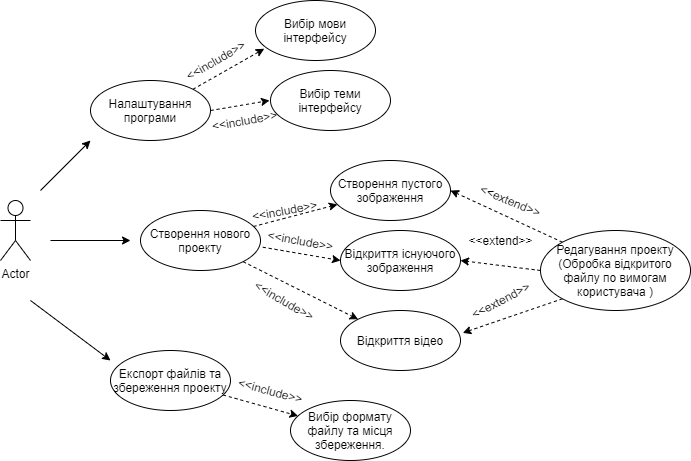 Вибір мови
інтерфейсу
<<include>>
Вибір теми
інтерфейсу
Налаштування
програми
<<include>>
Створення пустого
зображення
<<extend>>
<<include>>
Actor
Створення нового
проекту
<<include>>
Відкриття існуючого
зображення
<<extend>>
Редагування проекту
(Обробка відкритого
файлу по вимогам
користувача )
<<include>>
<<extend>>
Відкриття відео
Експорт файлів та
збереження проекту
<<include>>
Вибір формату
файлу та місця
збереження.